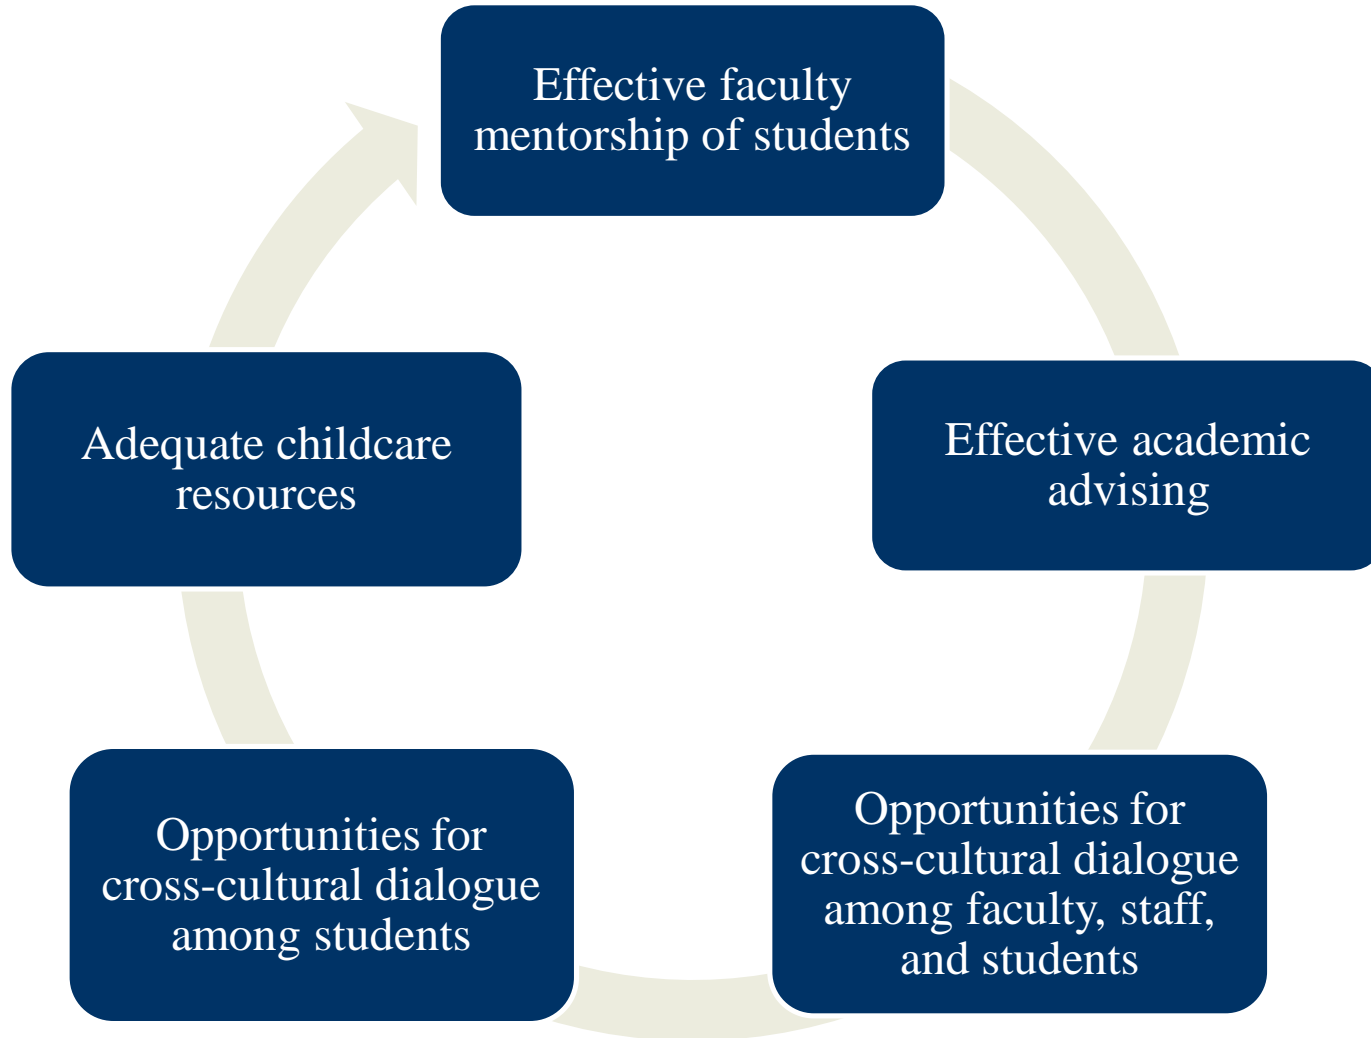 Effective faculty
mentorship of students
Effective academic
advising
Opportunities for
cross-cultural dialogue
among faculty, staff,
and students
Opportunities for
cross-cultural dialogue
among students
Adequate childcare
resources